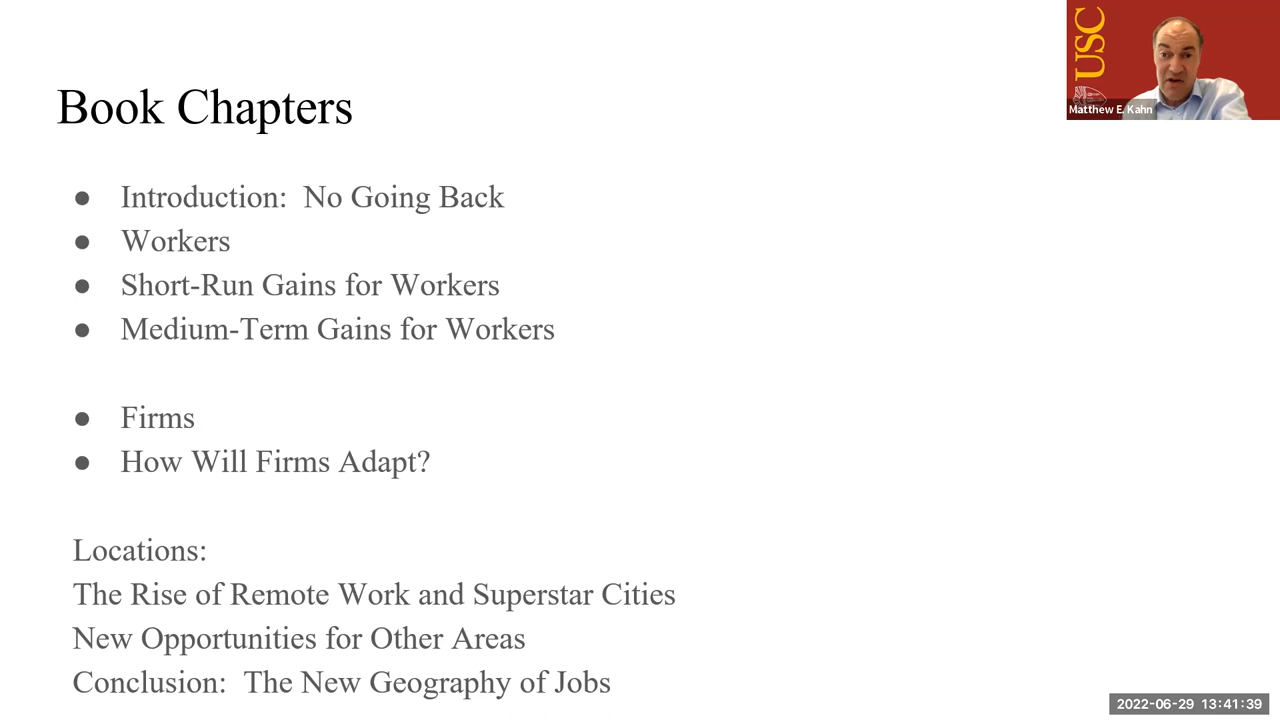 USC
Matthew E. Kahn
Book Chapters
● Introduction:  No Going Back
● Workers
● Short-Run Gains for Workers
● Medium-Term Gains for Workers
● Firms
● How Will Firms Adapt?
Locations:
The Rise of Remote Work and Superstar Cities
New Opportunities for Other Areas
Conclusion:  The New Geography of Jobs
2022-06-29  13:41:39